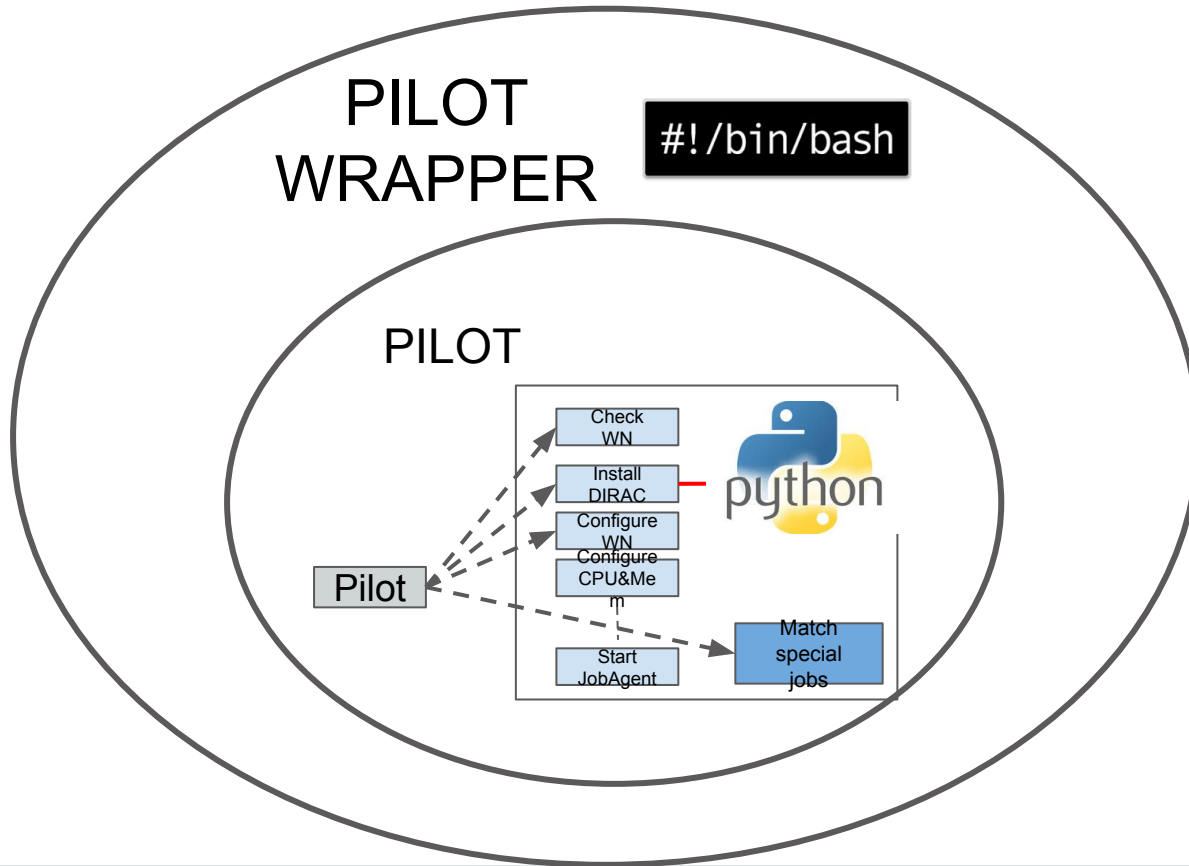 PILOT
WRAPPER
#!/bin/bash
PILOT
Check
WN
Install
DIRAC
python
Configure
WN
Configure
CPU&Me
m
Pilot
Start
JobAgent
Match
special
jobs